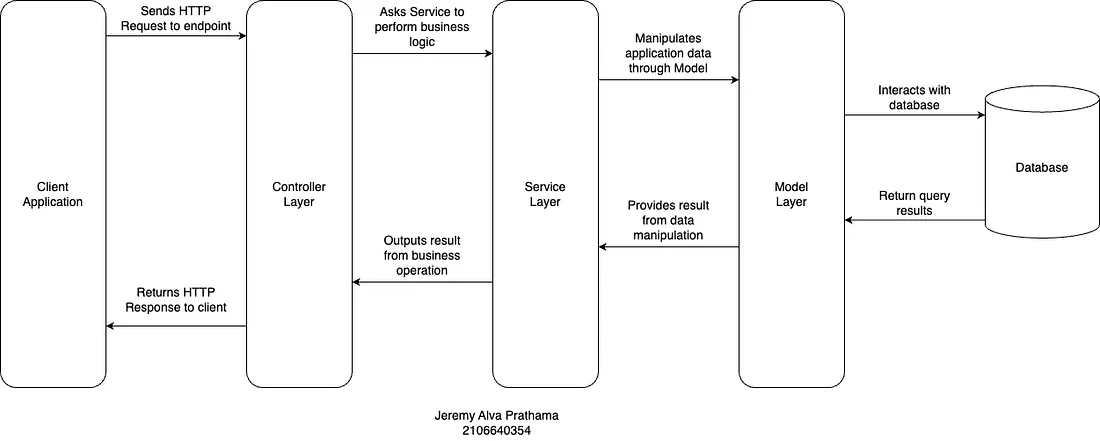 Sends HTTP
Request to endpoint
Asks Service to
perform business
logic
Manipulates
application data
through Model
Interacts with
database
Client
Application
Controller
Layer
Service
Layer
Model
Layer
Database
Return query
results
Provides result
from data
manipulation
Outputs result
from business
operation
Returns HTTP
Response to client
Jeremy Alva Prathama
2106640354